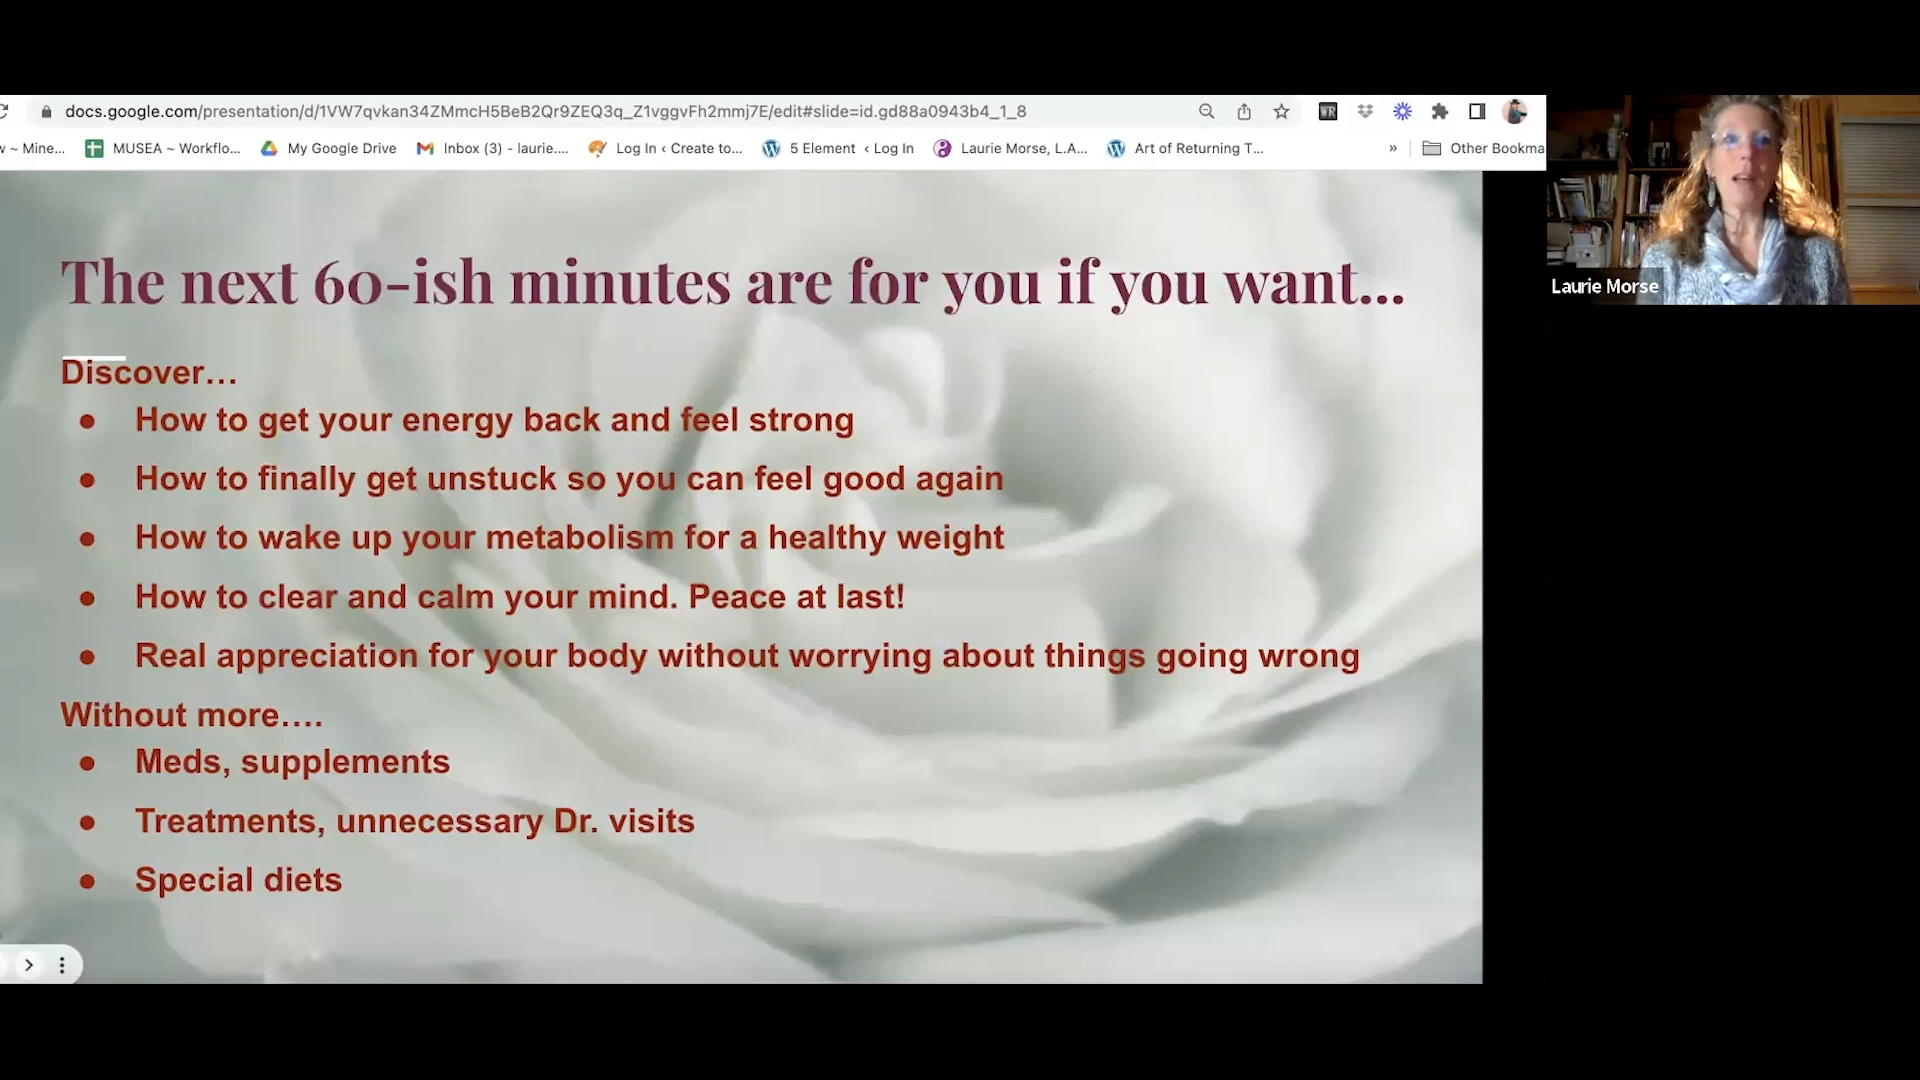 docs.google.com/presentation/d/1VW7qvkan34ZMmcH5BeB2Qr9ZEQ3q_Z1vggvFh2mmj7E/edit#slide=id.gd88a0943b4_1_8
~ Mine... MUSEA ~ Workflo... My Google Drive Inbox (3) - laurie.... Log In ‹ Create to... 5 Element ‹ Log In Laurie Morse, L.A... Art of Returning T... » Other Bookma
WR
Laurie Morse
The next 60-ish minutes are for you if you want...
Discover...
● How to get your energy back and feel strong
● How to finally get unstuck so you can feel good again
● How to wake up your metabolism for a healthy weight
● How to clear and calm your mind. Peace at last!
● Real appreciation for your body without worrying about things going wrong
Without more....
● Meds, supplements
● Treatments, unnecessary Dr. visits
● Special diets